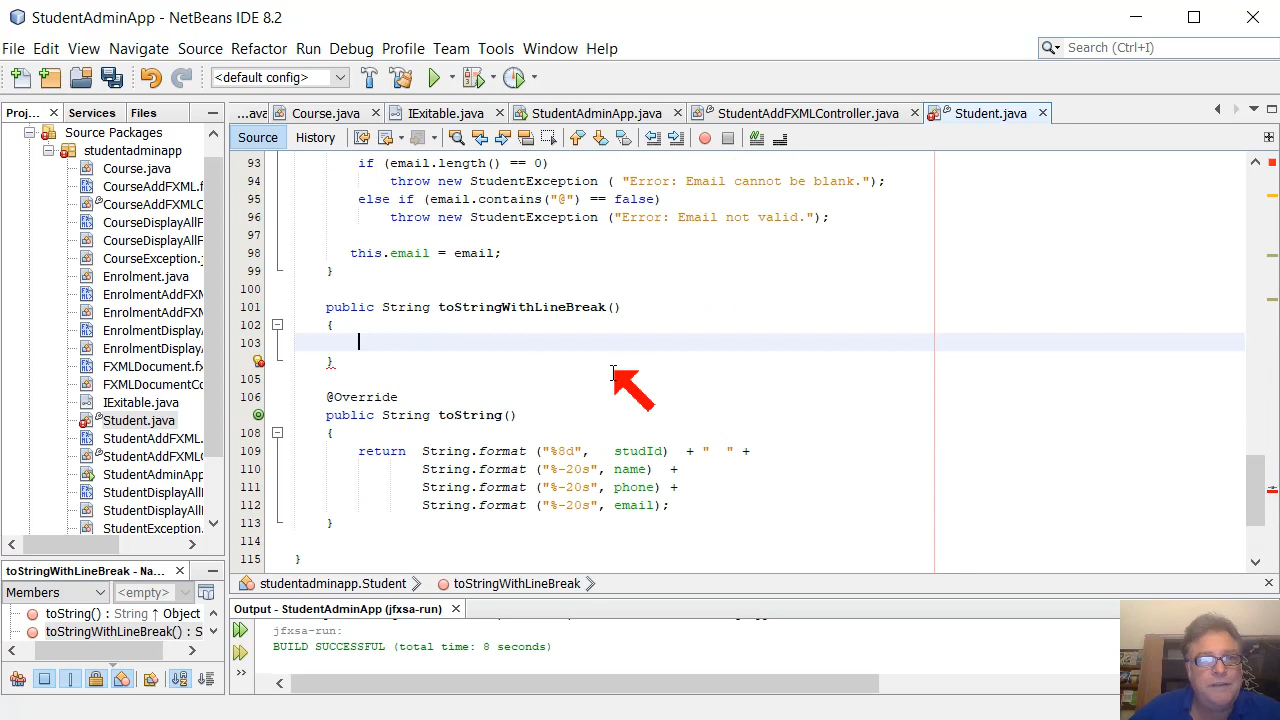 StudentAdminApp - NetBeans IDE 8.2
File Edit View Navigate Source Refactor Run Debug Profile Team Tools Window Help
Search (Ctrl+I)
<default config>
Proj... Services Files
...ava Course.java IExitable.java StudentAdminApp.java StudentAddFXMLController.java Student.java
Source History
Source Packages
studentadminapp
Course.java
CourseAddFXML.f
CourseAddFXMLC
CourseDisplayAllF
CourseDisplayAllF
CourseException.j
Enrolment.java
EnrolmentAddFXM
EnrolmentAddFXM
EnrolmentDisplay
EnrolmentDisplay
FXMLDocument.fx
FXMLDocumentCo
IExitable.java
Student.java
StudentAddFXML.
StudentAddFXMLC
StudentAdminApp
StudentDisplayAll
StudentDisplayAllF
StudentException.
93 if (email.length() == 0)
94 throw new StudentException ( "Error: Email cannot be blank.");
95 else if (email.contains("@") == false)
96 throw new StudentException ("Error: Email not valid.");
97
98 this.email = email;
99 }
100
101 public String toStringWithLineBreak()
102 {
103
}
105
106 @Override
public String toString()
108 {
109 return String.format ("%8d", studId) + "  " +
110 String.format ("%-20s", name) +
111 String.format ("%-20s", phone) +
112 String.format ("%-20s", email);
113 }
114
115 }
studentadminapp.Student toStringWithLineBreak
toStringWithLineBreak - Na...
Members <empty>
toString() : String ↑ Object
toStringWithLineBreak() : S
Output - StudentAdminApp (jfxsa-run)
jfxsa-run:
BUILD SUCCESSFUL (total time: 8 seconds)